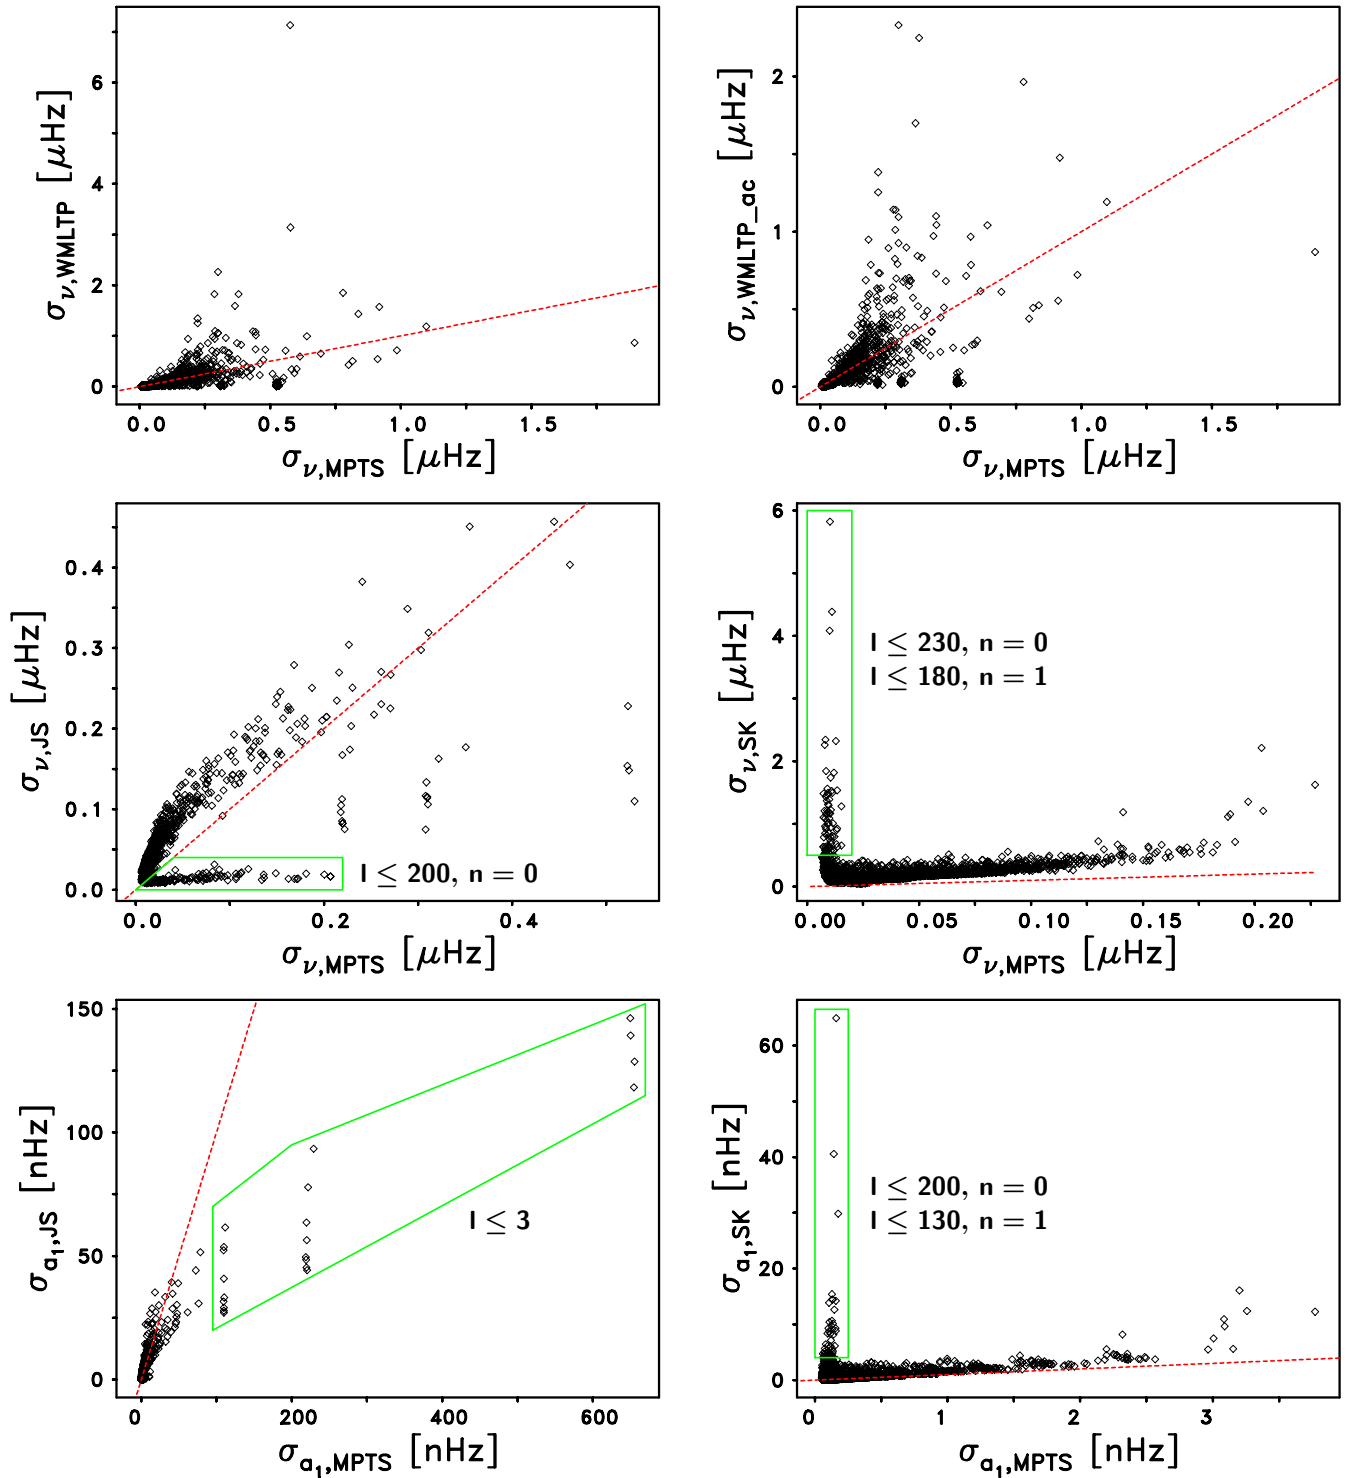 σν,WMLTP [μHz]
6
4
2
0
0.0 0.5 1.0 1.5
σν,MPTS [μHz]
σν,WMLTP_ac [μHz]
2
1
0
0.0 0.5 1.0 1.5
σν,MPTS [μHz]
σν,JS [μHz]
0.4
0.3
0.2
0.1
0.0
l ≤ 200, n = 0
0.0 0.2 0.4
σν,MPTS [μHz]
σν,SK [μHz]
6
4
2
0
l ≤ 230, n = 0
l ≤ 180, n = 1
0.00 0.05 0.10 0.15 0.20
σν,MPTS [μHz]
σa1,JS [nHz]
150
100
50
0
l ≤ 3
0 200 400 600
σa1,MPTS [nHz]
σa1,SK [nHz]
60
40
20
0
l ≤ 200, n = 0
l ≤ 130, n = 1
0 1 2 3
σa1,MPTS [nHz]